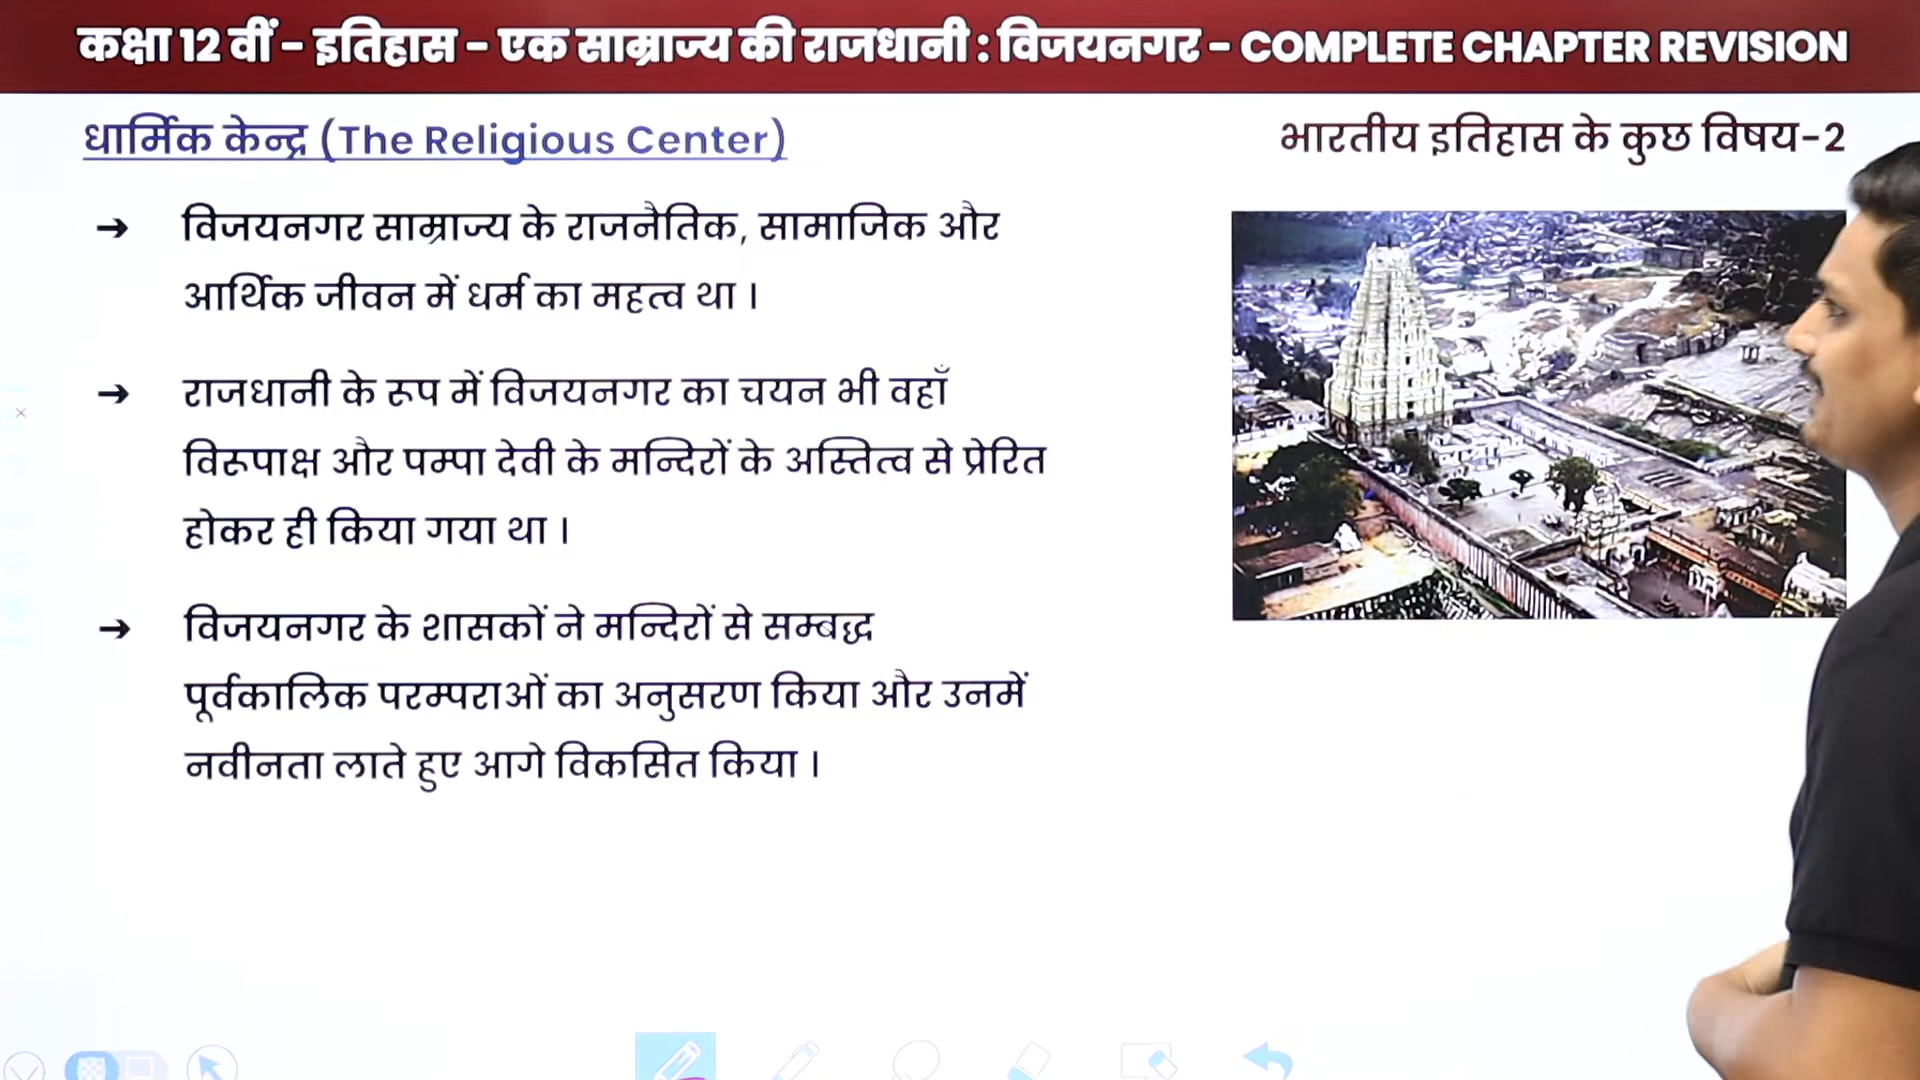 कक्षा 12 वीं – इतिहास – एक साम्राज्य की राजधानी : विजयनगर – COMPLETE CHAPTER REVISION
धार्मिक केन्द्र (The Religious Center)
भारतीय इतिहास के कुछ विषय-2
→ विजयनगर साम्राज्य के राजनैतिक, सामाजिक और
आर्थिक जीवन में धर्म का महत्व था ।
→ राजधानी के रूप में विजयनगर का चयन भी वहाँ
विरूपाक्ष और पम्पा देवी के मन्दिरों के अस्तित्व से प्रेरित
होकर ही किया गया था ।
→ विजयनगर के शासकों ने मन्दिरों से सम्बद्ध
पूर्वकालिक परम्पराओं का अनुसरण किया और उनमें
नवीनता लाते हुए आगे विकसित किया ।